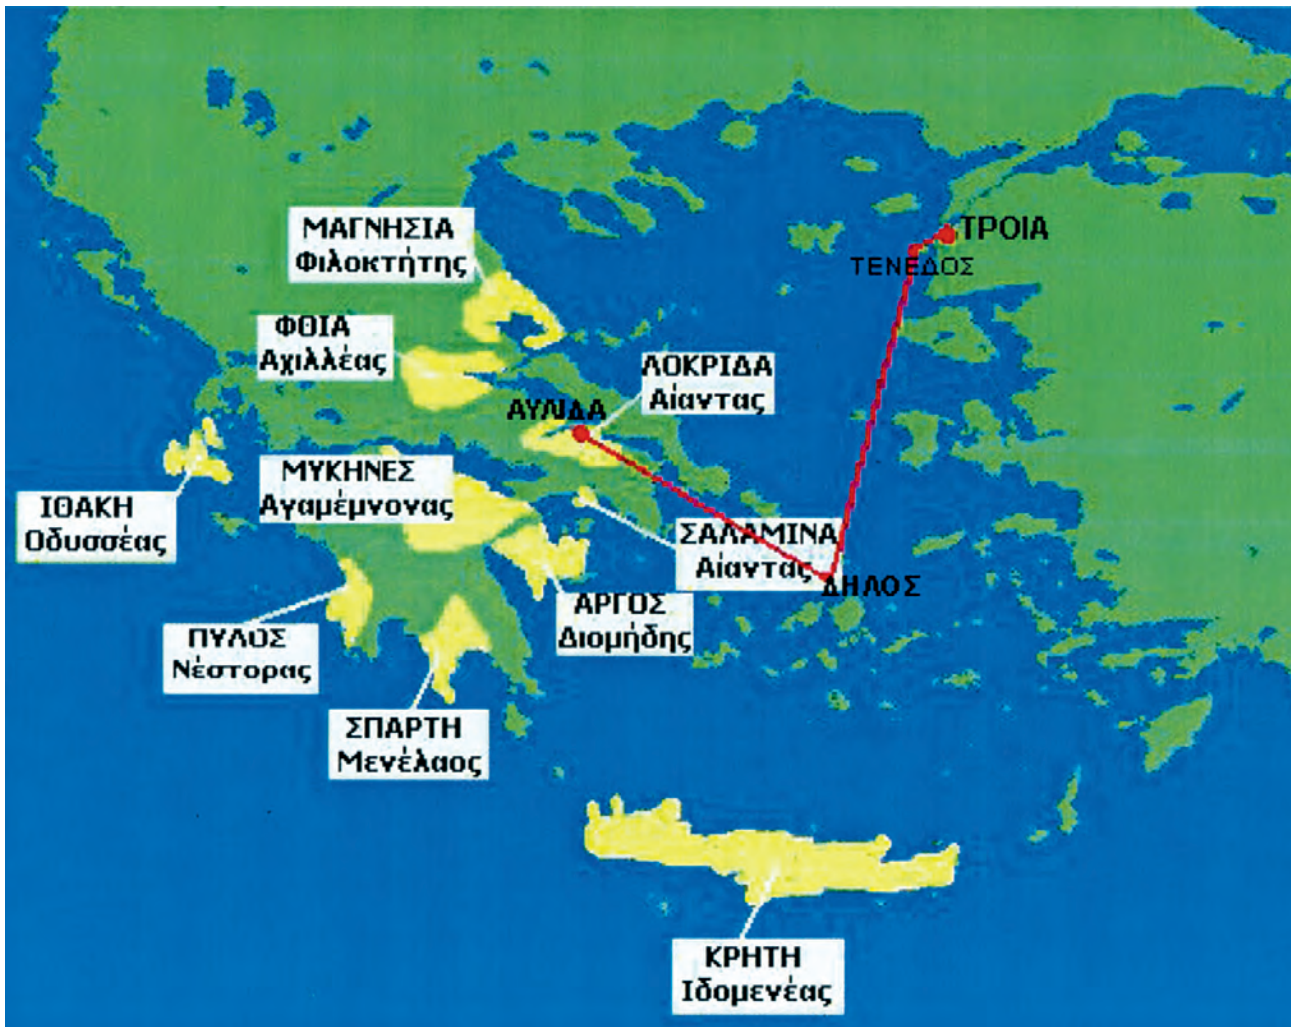 ΜΑΓΝΗΣΙΑ
Φιλοκτήτης
ΤΡΟΙΑ
ΤΕΝΕΔΟΣ
ΦΘΙΑ
Αχιλλέας
ΛΟΚΡΙΔΑ
Αίαντας
ΑΥΛΙΔΑ
ΜΥΚΗΝΕΣ
Αγαμέμνονας
ΙΘΑΚΗ
Οδυσσέας
ΣΑΛΑΜΙΝΑ
Αίαντας
ΔΗΛΟΣ
ΑΡΓΟΣ
Διομήδης
ΠΥΛΟΣ
Νέστορας
ΣΠΑΡΤΗ
Μενέλαος
ΚΡΗΤΗ
Ιδομενέας